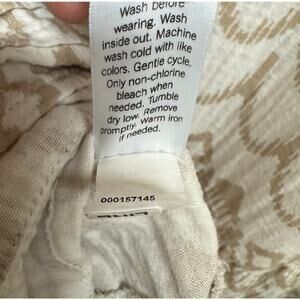 Wash before
wearing. Wash
inside out. Machine
wash cold with like
colors. Gentle cycle.
Only non-chlorine
bleach when
needed. Tumble
dry low. Remove
promptly. Warm iron
if needed.
000157145